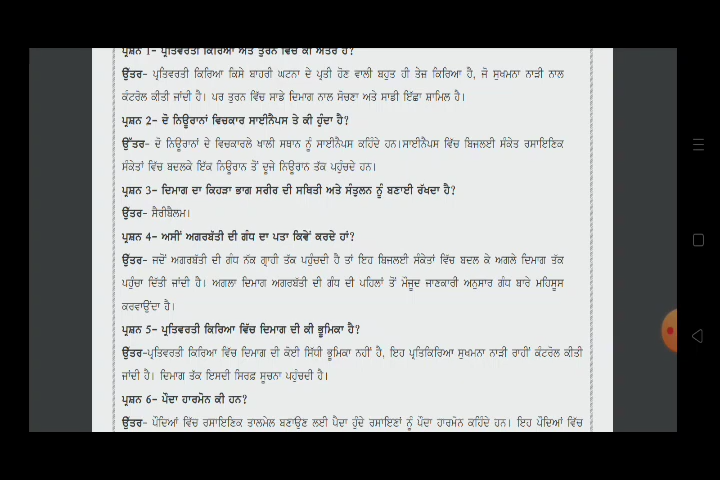 ਪ੍ਰਸ਼ਨ 1- ਪ੍ਰਤਿਵਰਤੀ ਕਿਰਿਆ ਅਤੇ ਤੁਰਨ ਵਿੱਚ ਕੀ ਅੰਤਰ ਹੈ?
ਉੱਤਰ- ਪ੍ਰਤਿਵਰਤੀ ਕਿਰਿਆ ਕਿਸੇ ਬਾਹਰੀ ਘਟਨਾ ਦੇ ਪ੍ਰਤੀ ਹੋਣ ਵਾਲੀ ਬਹੁਤ ਹੀ ਤੇਜ਼ ਕਿਰਿਆ ਹੈ, ਜੋ ਸੁਖਮਨਾ ਨਾੜੀ ਨਾਲ
ਕੰਟਰੋਲ ਕੀਤੀ ਜਾਂਦੀ ਹੈ। ਪਰ ਤੁਰਨ ਵਿੱਚ ਸਾਡੇ ਦਿਮਾਗ ਨਾਲ ਸੋਚਣਾ ਅਤੇ ਸਾਡੀ ਇੱਛਾ ਸ਼ਾਮਿਲ ਹੈ।
ਪ੍ਰਸ਼ਨ 2- ਦੋ ਨਿਊਰਾਨਾਂ ਵਿਚਕਾਰ ਸਾਈਨੈਪਸ ਤੇ ਕੀ ਹੁੰਦਾ ਹੈ?
ਉੱਤਰ- ਦੋ ਨਿਊਰਾਨਾਂ ਦੇ ਵਿਚਕਾਰਲੇ ਖਾਲੀ ਸਥਾਨ ਨੂੰ ਸਾਈਨੈਪਸ ਕਹਿੰਦੇ ਹਨ।ਸਾਈਨੈਪਸ ਵਿੱਚ ਬਿਜਲਈ ਸੰਕੇਤ ਰਸਾਇਣਿਕ
ਸੰਕੇਤਾਂ ਵਿੱਚ ਬਦਲਕੇ ਇੱਕ ਨਿਊਰਾਨ ਤੋਂ ਦੂਜੇ ਨਿਊਰਾਨ ਤੱਕ ਪਹੁੰਚਦੇ ਹਨ।
ਪ੍ਰਸ਼ਨ 3- ਦਿਮਾਗ ਦਾ ਕਿਹੜਾ ਭਾਗ ਸਰੀਰ ਦੀ ਸਥਿਤੀ ਅਤੇ ਸੰਤੁਲਨ ਨੂੰ ਬਣਾਈ ਰੱਖਦਾ ਹੈ?
ਉੱਤਰ- ਸੈਰੀਬੈਲਮ।
ਪ੍ਰਸ਼ਨ 4- ਅਸੀਂ ਅਗਰਬੱਤੀ ਦੀ ਗੰਧ ਦਾ ਪਤਾ ਕਿਵੇਂ ਕਰਦੇ ਹਾਂ?
ਉੱਤਰ- ਜਦੋਂ ਅਗਰਬੱਤੀ ਦੀ ਗੰਧ ਨੱਕ ਗ੍ਰਾਹੀ ਤੱਕ ਪਹੁੰਚਦੀ ਹੈ ਤਾਂ ਇਹ ਬਿਜਲਈ ਸੰਕੇਤਾਂ ਵਿੱਚ ਬਦਲ ਕੇ ਅਗਲੇ ਦਿਮਾਗ ਤੱਕ
ਪਹੁੰਚਾ ਦਿੱਤੀ ਜਾਂਦੀ ਹੈ। ਅਗਲਾ ਦਿਮਾਗ ਅਗਰਬੱਤੀ ਦੀ ਗੰਧ ਦੀ ਪਹਿਲਾਂ ਤੋਂ ਮੌਜੂਦ ਜਾਣਕਾਰੀ ਅਨੁਸਾਰ ਗੰਧ ਬਾਰੇ ਮਹਿਸੂਸ
ਕਰਵਾਉਂਦਾ ਹੈ।
ਪ੍ਰਸ਼ਨ 5- ਪ੍ਰਤਿਵਰਤੀ ਕਿਰਿਆ ਵਿੱਚ ਦਿਮਾਗ ਦੀ ਕੀ ਭੂਮਿਕਾ ਹੈ?
ਉੱਤਰ-ਪ੍ਰਤਿਵਰਤੀ ਕਿਰਿਆ ਵਿੱਚ ਦਿਮਾਗ ਦੀ ਕੋਈ ਸਿੱਧੀ ਭੂਮਿਕਾ ਨਹੀਂ ਹੈ, ਇਹ ਪ੍ਰਤਿਕਿਰਿਆ ਸੁਖਮਨਾ ਨਾੜੀ ਰਾਹੀਂ ਕੰਟਰੋਲ ਕੀਤੀ
ਜਾਂਦੀ ਹੈ। ਦਿਮਾਗ ਤੱਕ ਇਸਦੀ ਸਿਰਫ਼ ਸੂਚਨਾ ਪਹੁੰਚਦੀ ਹੈ।
ਪ੍ਰਸ਼ਨ 6- ਪੌਦਾ ਹਾਰਮੋਨ ਕੀ ਹਨ?
ਉੱਤਰ- ਪੌਦਿਆਂ ਵਿੱਚ ਰਸਾਇਣਿਕ ਤਾਲਮੇਲ ਬਣਾਉਣ ਲਈ ਪੈਦਾ ਹੁੰਦੇ ਰਸਾਇਣਾਂ ਨੂੰ ਪੌਦਾ ਹਾਰਮੋਨ ਕਹਿੰਦੇ ਹਨ। ਇਹ ਪੌਦਿਆਂ ਵਿੱਚ